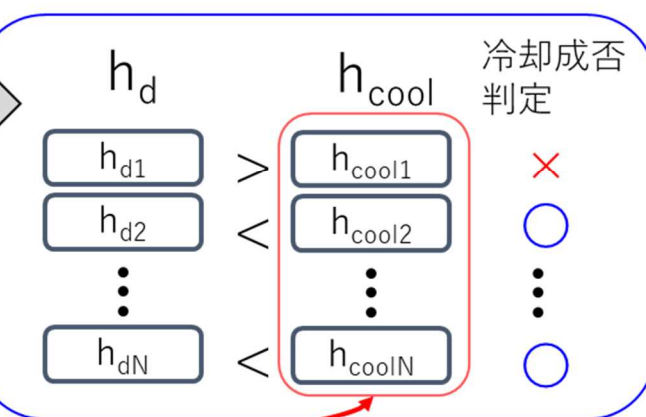 h_d h_cool 冷却成否
判定
h_d1 > h_cool1 ×
h_d2 < h_cool2 ○
⋮ ⋮ ⋮
h_dN < h_coolN ○